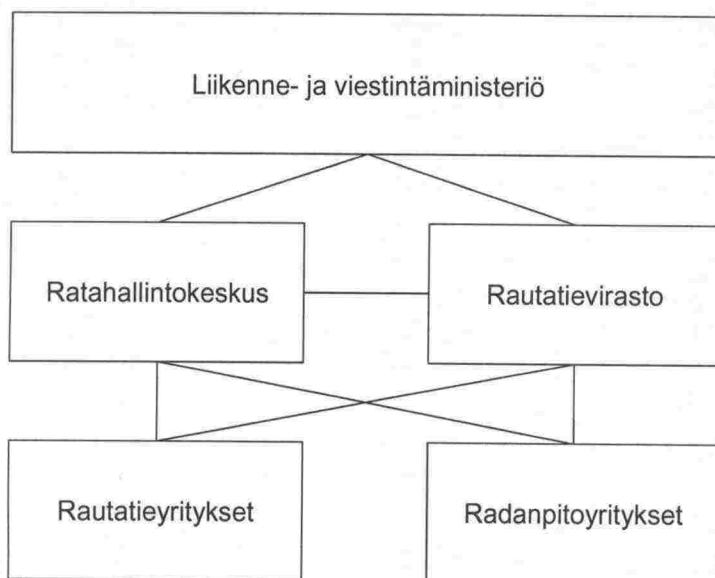 Liikenne- ja viestintäministeriö
Ratahallintokeskus
Rautatievirasto
Rautatieyritykset
Radanpitoyritykset